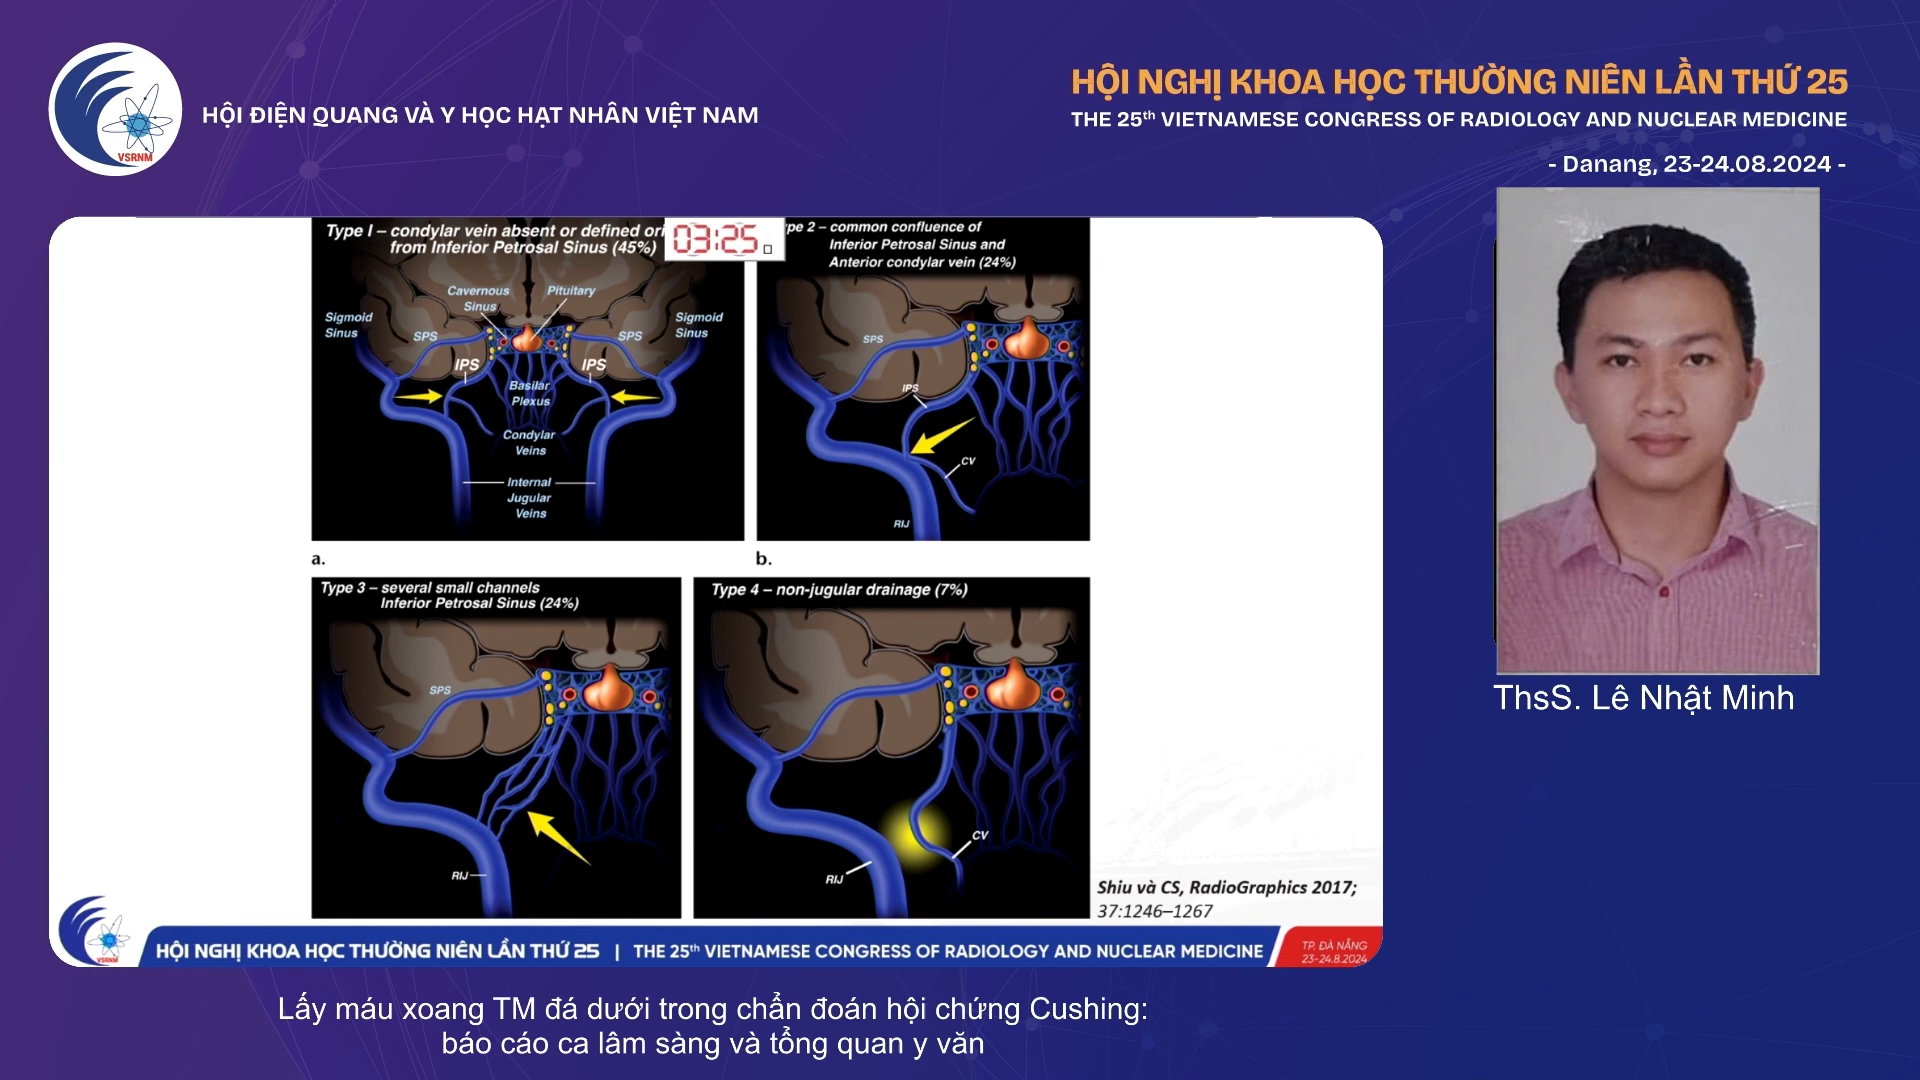 HỘI ĐIỆN QUANG VÀ Y HỌC HẠT NHÂN VIỆT NAM
VSRNM
HỘI NGHỊ KHOA HỌC THƯỜNG NIÊN LẦN THỨ 25
THE 25th VIETNAMESE CONGRESS OF RADIOLOGY AND NUCLEAR MEDICINE
- Danang, 23-24.08.2024 -
Type I – condylar vein absent or defined ori
from Inferior Petrosal Sinus (45%)
03:25
Cavernous
Sinus
Pituitary
Sigmoid
Sinus
Sigmoid
Sinus
SPS
SPS
IPS
IPS
Basilar
Plexus
Condylar
Veins
Internal
Jugular
Veins
a.
pe 2 – common confluence of
Inferior Petrosal Sinus and
Anterior condylar vein (24%)
SPS
IPS
CV
RIJ
b.
Type 3 – several small channels
Inferior Petrosal Sinus (24%)
SPS
RIJ
Type 4 – non-jugular drainage (7%)
CV
RIJ
Shiu và CS, RadioGraphics 2017;
37:1246–1267
VSRNM
HỘI NGHỊ KHOA HỌC THƯỜNG NIÊN LẦN THỨ 25 | THE 25th VIETNAMESE CONGRESS OF RADIOLOGY AND NUCLEAR MEDICINE
TP. ĐÀ NẴNG
23-24.8.2024
ThsS. Lê Nhật Minh
Lấy máu xoang TM đá dưới trong chẩn đoán hội chứng Cushing:
báo cáo ca lâm sàng và tổng quan y văn